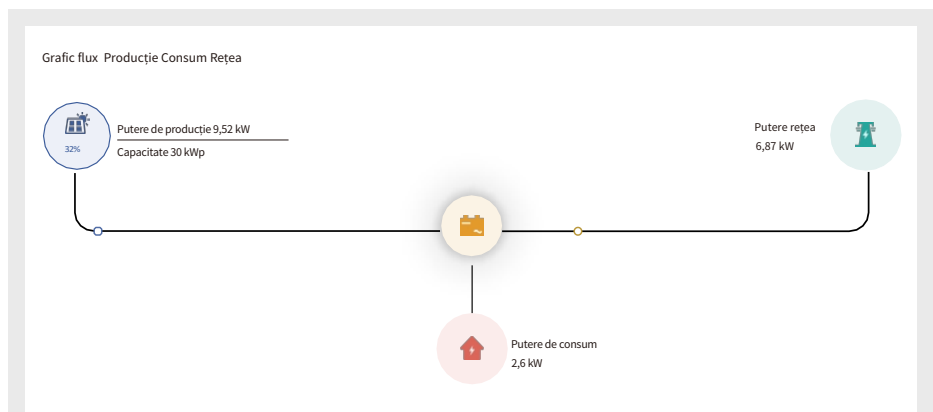 Grafic flux Producție Consum Rețea
32%
Putere de producție 9,52 kW
Capacitate 30 kWp
Putere rețea
6,87 kW
Putere de consum
2,6 kW